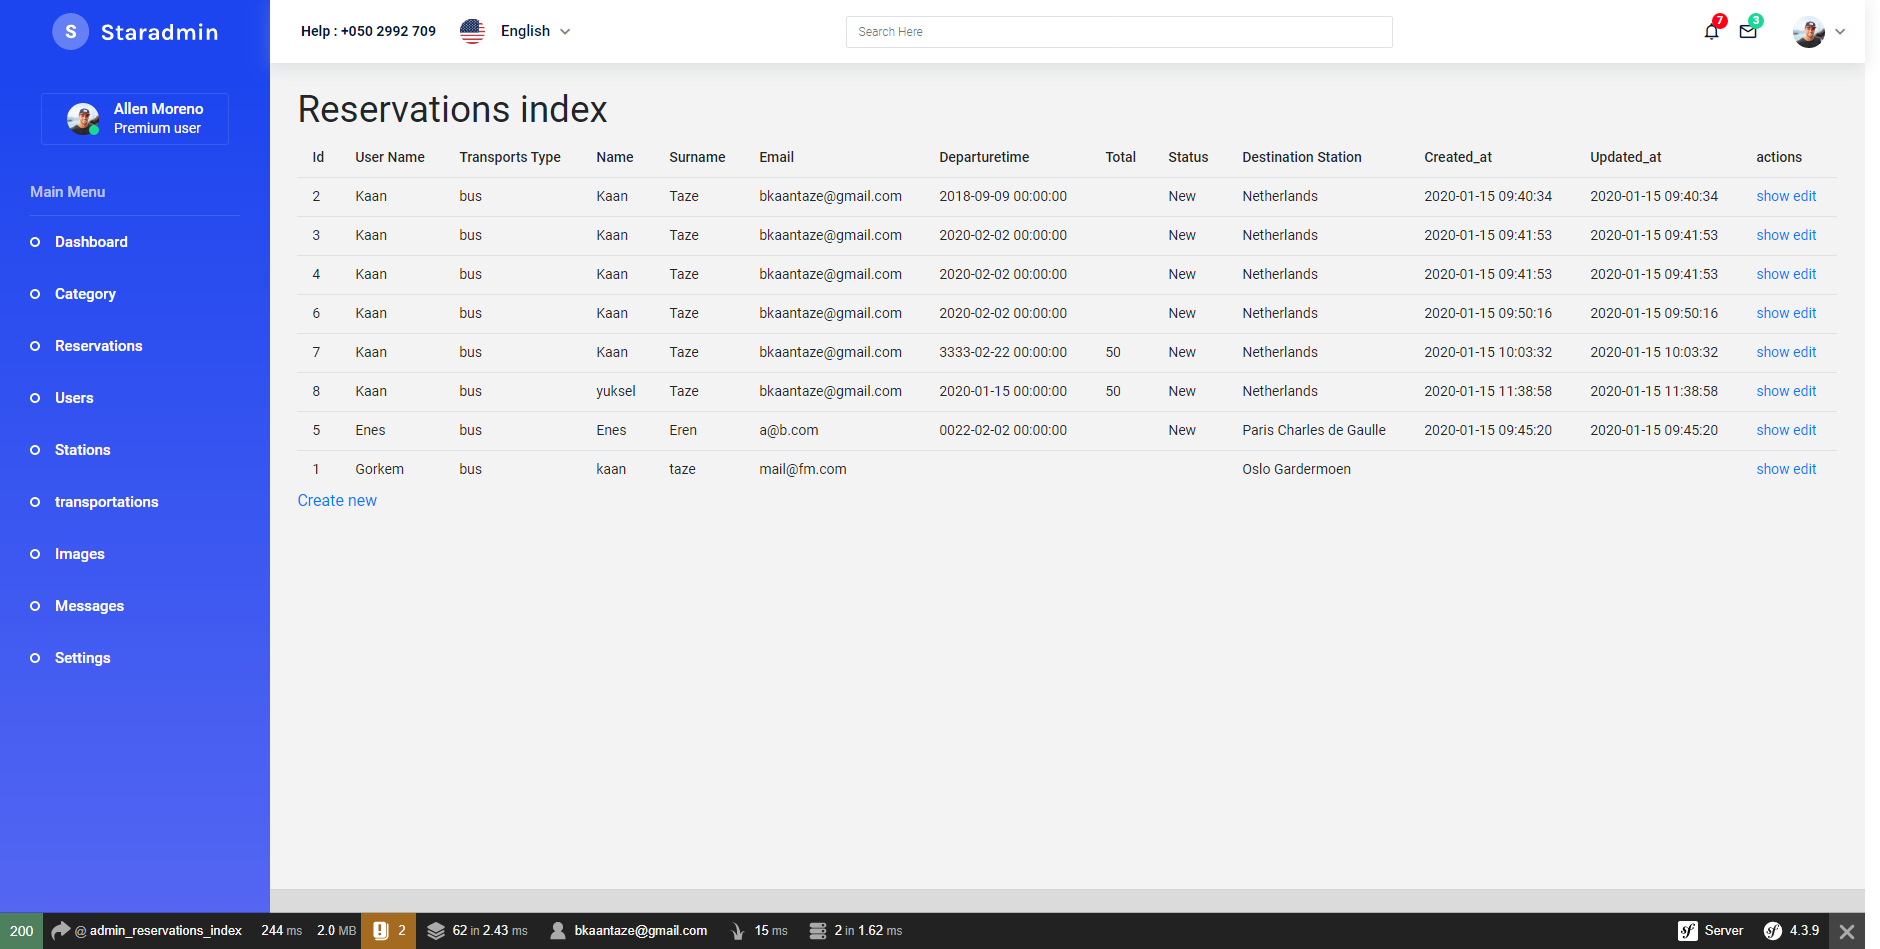 S Staradmin
Help : +050 2992 709
English
Search Here
7
3
Allen Moreno
Premium user
Main Menu
Dashboard
Category
Reservations
Users
Stations
transportations
Images
Messages
Settings
Reservations index
Id User Name Transports Type Name Surname Email Departuretime Total Status Destination Station Created_at Updated_at actions
2 Kaan bus Kaan Taze bkaantaze@gmail.com 2018-09-09 00:00:00 New Netherlands 2020-01-15 09:40:34 2020-01-15 09:40:34 show edit
3 Kaan bus Kaan Taze bkaantaze@gmail.com 2020-02-02 00:00:00 New Netherlands 2020-01-15 09:41:53 2020-01-15 09:41:53 show edit
4 Kaan bus Kaan Taze bkaantaze@gmail.com 2020-02-02 00:00:00 New Netherlands 2020-01-15 09:41:53 2020-01-15 09:41:53 show edit
6 Kaan bus Kaan Taze bkaantaze@gmail.com 2020-02-02 00:00:00 New Netherlands 2020-01-15 09:50:16 2020-01-15 09:50:16 show edit
7 Kaan bus Kaan Taze bkaantaze@gmail.com 3333-02-22 00:00:00 50 New Netherlands 2020-01-15 10:03:32 2020-01-15 10:03:32 show edit
8 Kaan bus yuksel Taze bkaantaze@gmail.com 2020-01-15 00:00:00 50 New Netherlands 2020-01-15 11:38:58 2020-01-15 11:38:58 show edit
5 Enes bus Enes Eren a@b.com 0022-02-02 00:00:00 New Paris Charles de Gaulle 2020-01-15 09:45:20 2020-01-15 09:45:20 show edit
1 Gorkem bus kaan taze mail@fm.com Oslo Gardermoen show edit
Create new
200 @ admin_reservations_index 244 ms 2.0 MB 2 62 in 2.43 ms bkaantaze@gmail.com 15 ms 2 in 1.62 ms sf Server sf 4.3.9